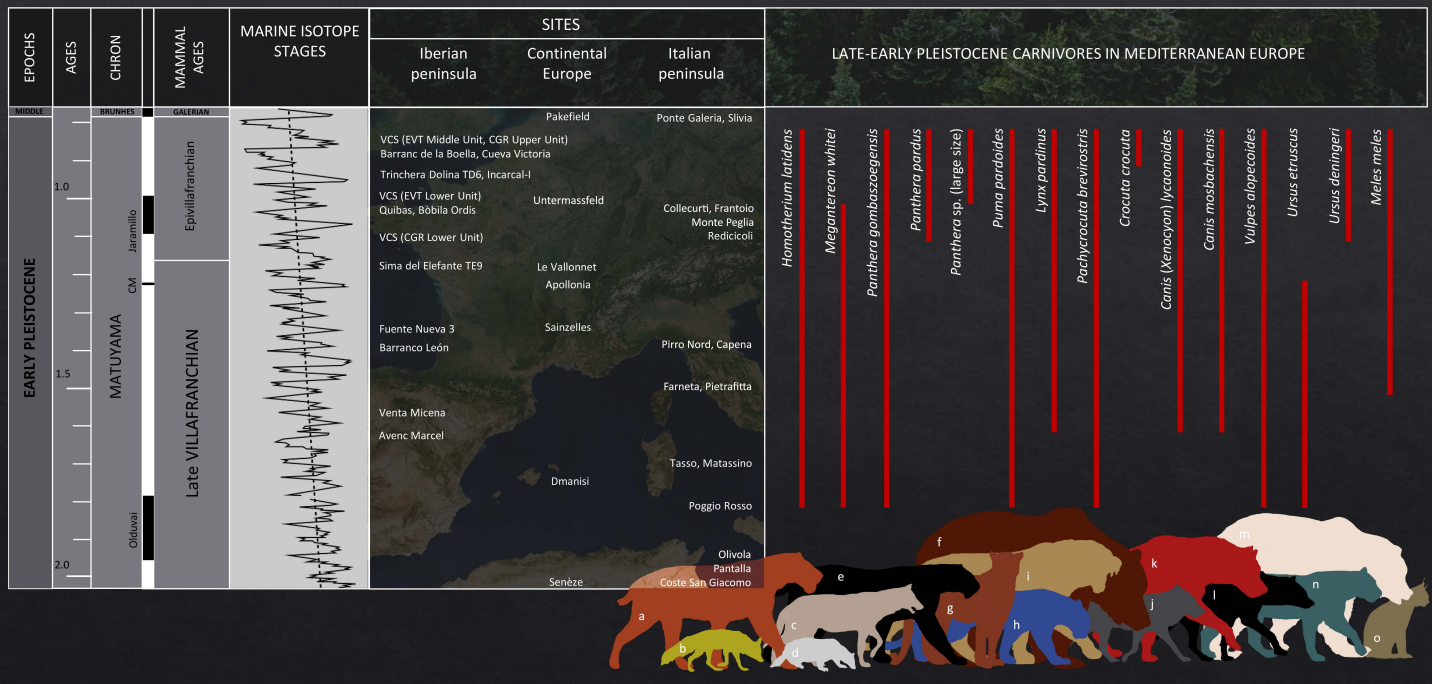 EPOCHS
AGES
CHRON
MAMMAL
AGES
MARINE ISOTOPE
STAGES
SITES
Iberian
peninsula
Continental
Europe
Italian
peninsula
LATE-EARLY PLEISTOCENE CARNIVORES IN MEDITERRANEAN EUROPE
MIDDLE
BRUNHES
GALERIAN
EARLY PLEISTOCENE
1.0
1.5
2.0
MATUYAMA
Jaramillo
CM
Olduvai
Epivillafranchian
Late VILLAFRANCHIAN
VCS (EVT Middle Unit, CGR Upper Unit)
Barranc de la Boella, Cueva Victoria
Trinchera Dolina TD6, Incarcal-I
VCS (EVT Lower Unit)
Quibas, Bòbila Ordis
VCS (CGR Lower Unit)
Sima del Elefante TE9
Fuente Nueva 3
Barranco León
Venta Micena
Avenc Marcel
Pakefield
Untermassfeld
Le Vallonnet
Apollonia
Sainzelles
Dmanisi
Senèze
Ponte Galeria, Slivia
Collecurti, Frantoio
Monte Peglia
Redicicoli
Pirro Nord, Capena
Farneta, Pietrafitta
Tasso, Matassino
Poggio Rosso
Olivola
Pantalla
Coste San Giacomo
Homotherium latidens
Megantereon whitei
Panthera gombaszoegensis
Panthera pardus
Panthera sp. (large size)
Puma pardoides
Lynx pardinus
Pachycrocuta brevirostris
Crocuta crocuta
Canis (Xenocyon) lycaonoides
Canis mosbachensis
Vulpes alopecoides
Ursus etruscus
Ursus deningeri
Meles meles
a
b
c
d
e
f
g
h
i
j
k
l
m
n
o